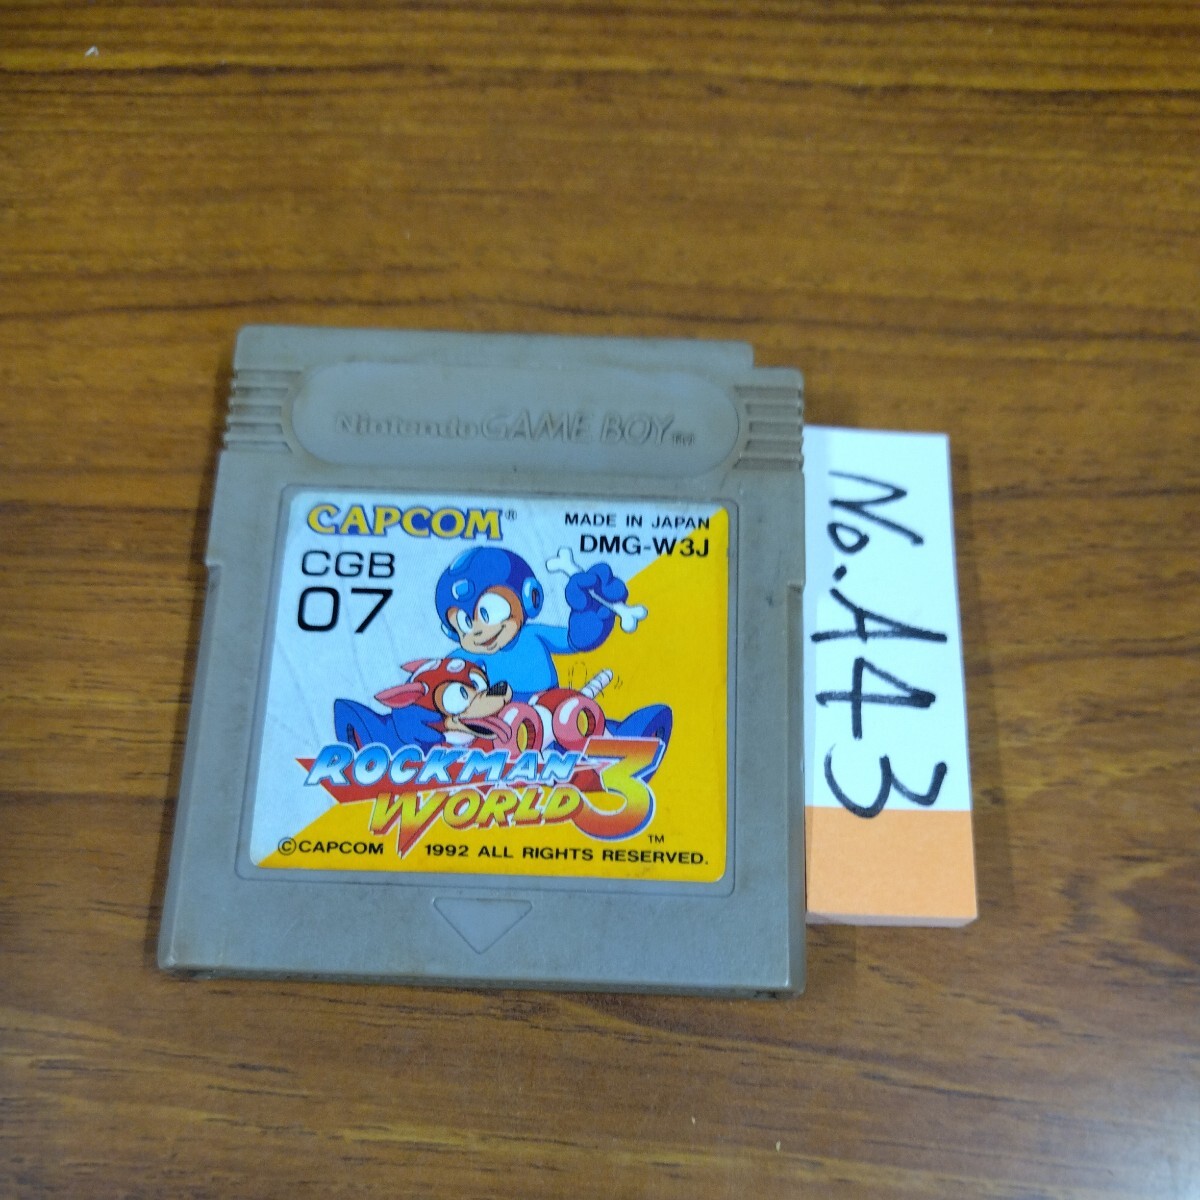 Nintendo GAME BOY™
CAPCOM®
MADE IN JAPAN
DMG-W3J
CGB
07
ROCKMAN
WORLD 3
™
©CAPCOM 1992 ALL RIGHTS RESERVED.
No.A43